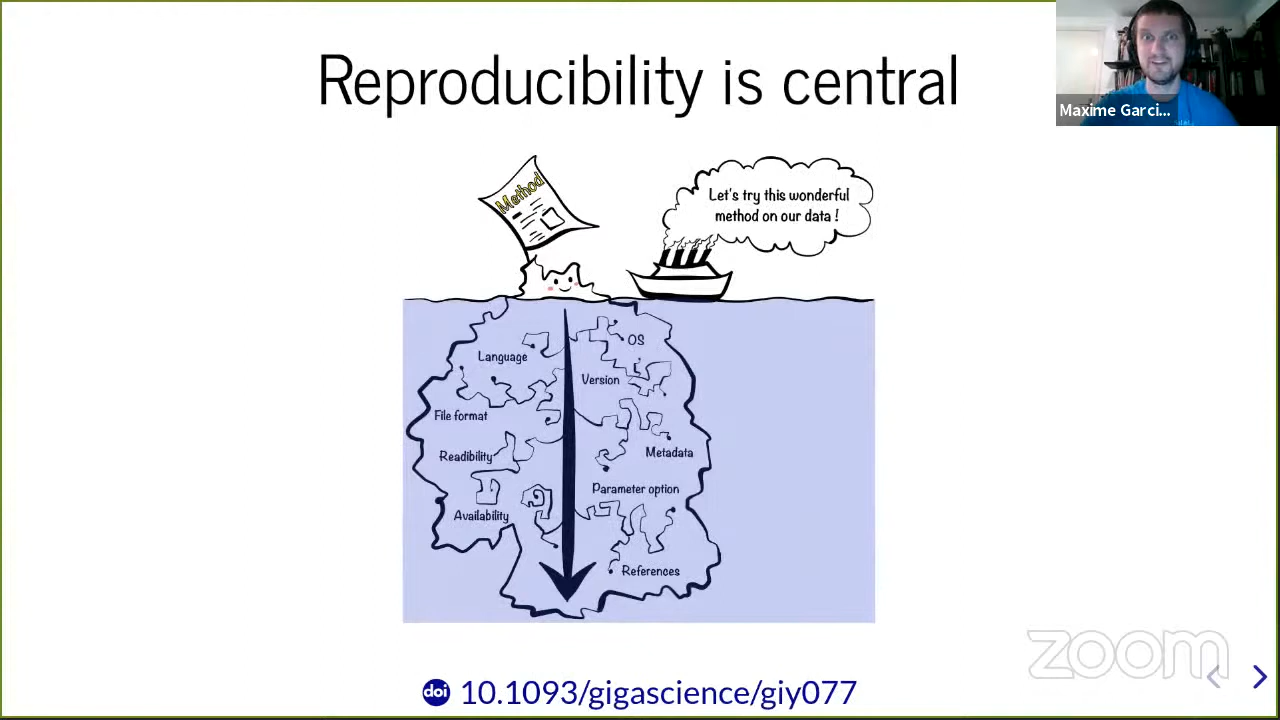 Reproducibility is central
Maxime Garci...
Method
Let's try this wonderful
method on our data !
Language
OS
Version
File format
Readibility
Metadata
Parameter option
Availability
References
zoom
doi 10.1093/gigascience/giy077